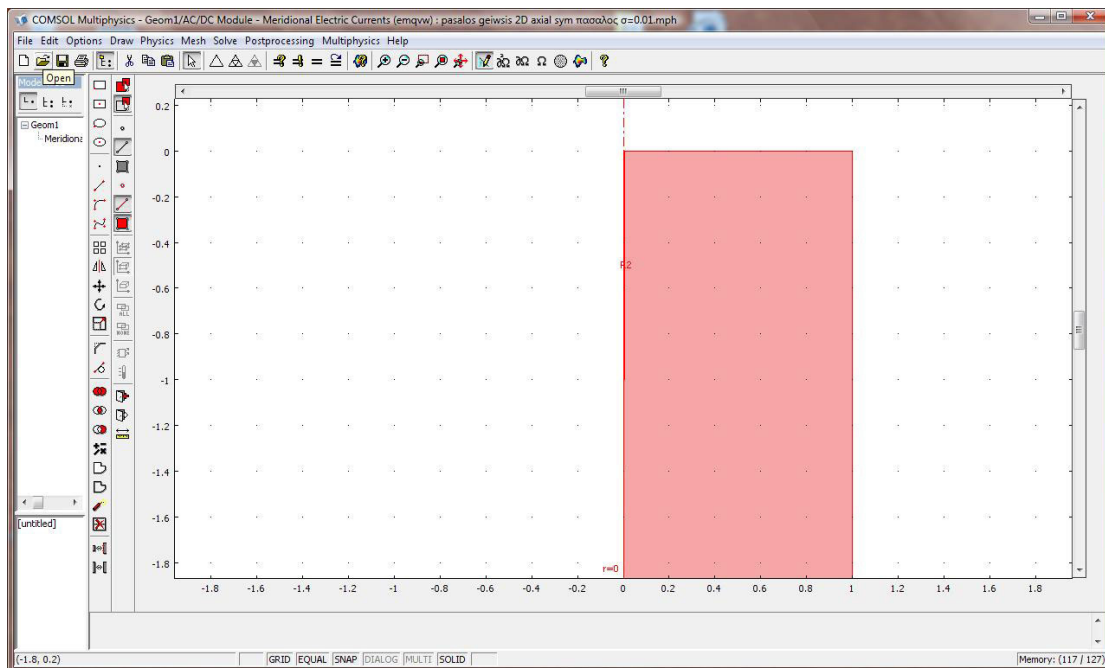 COMSOL Multiphysics - Geom1/AC/DC Module - Meridional Electric Currents (emqvw) : pasalos geiwsis 2D axial sym πασαλος σ=0.01.mph
File Edit Options Draw Physics Mesh Solve Postprocessing Multiphysics Help
Open
Geom1
Meridiona
0.2
0
-0.2
-0.4
-0.6
-0.8
-1
-1.2
-1.4
-1.6
-1.8
r=0
-1.8 -1.6 -1.4 -1.2 -1 -0.8 -0.6 -0.4 -0.2 0 0.2 0.4 0.6 0.8 1 1.2 1.4 1.6 1.8
[untitled]
(-1.8, 0.2)
GRID EQUAL SNAP DIALOG MULTI SOLID
Memory: (117 / 127)